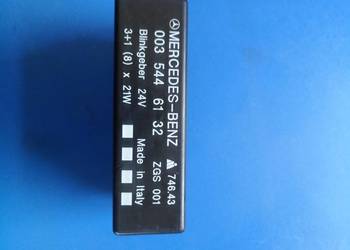 MERCEDES-BENZ 746.43
003 544 61 32 ZGS 001
Blinkgeber 24V Made in Italy
3+1 (8) x 21W